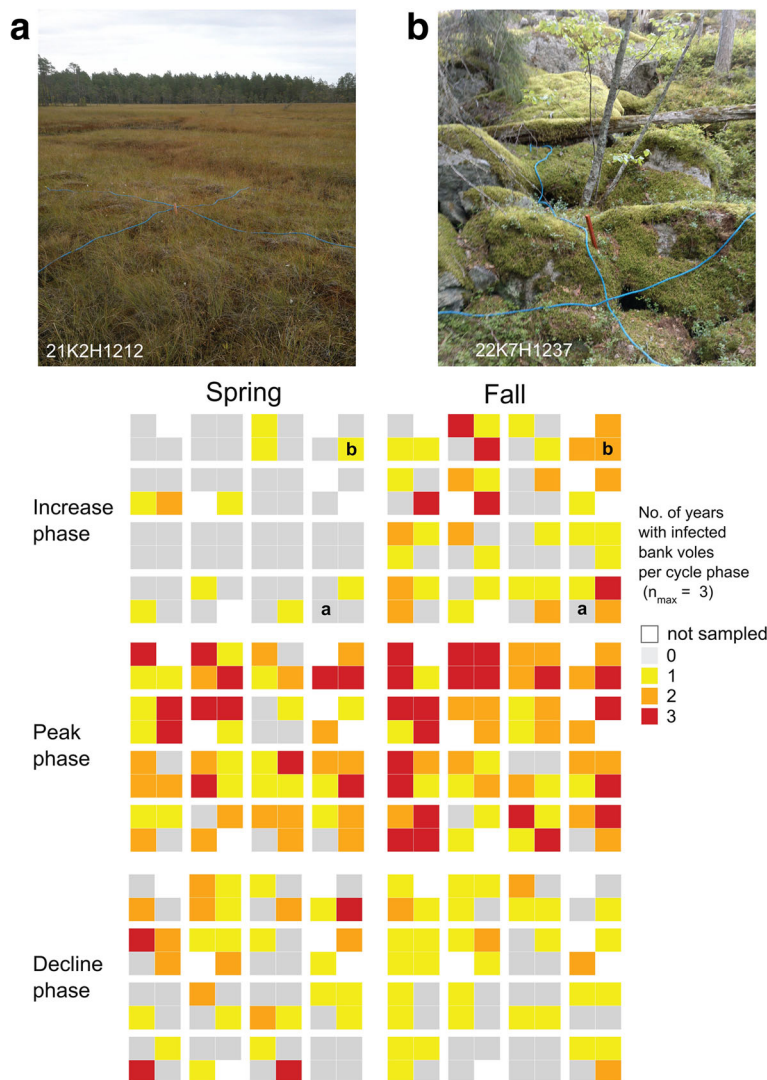 a
b
21K2H1212
22K7H1237
Spring
Fall
b
b
Increase
phase
a
a
Peak
phase
Decline
phase
No. of years
with infected
bank voles
per cycle phase
(nmax = 3)
not sampled
0
1
2
3